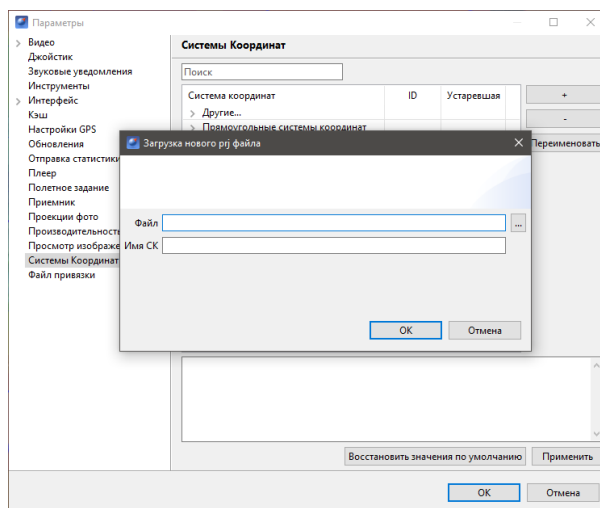 Параметры
Видео
Джойстик
Звуковые уведомления
Инструменты
Интерфейс
Кэш
Настройки GPS
Обновления
Отправка статистики
Плеер
Полетное задание
Приемник
Проекции фото
Производительность
Просмотр изображе
Системы Координат
Файл привязки
Системы Координат
Поиск
Система координат ID Устаревшая
Другие...
Прямоугольные системы координат
+
-
Переименовать
Загрузка нового prj файла
Файл
...
Имя СК
OK Отмена
Восстановить значения по умолчанию Применить
OK Отмена